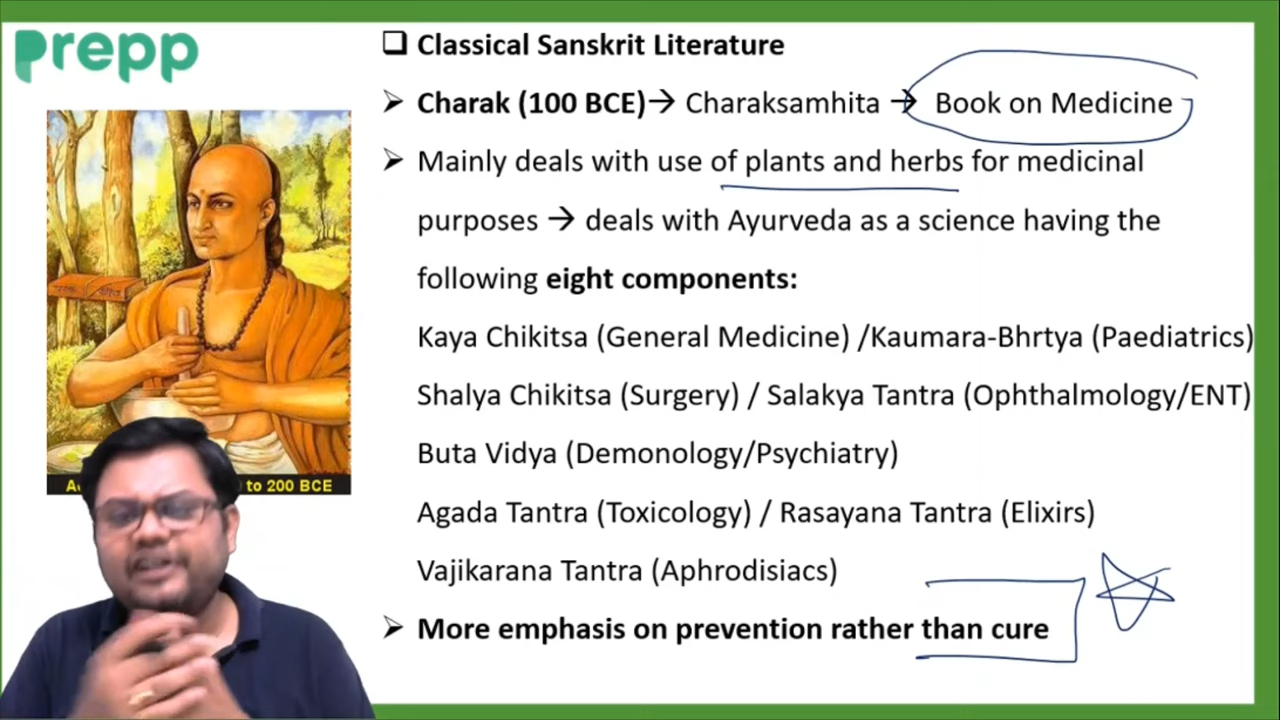 prepp
❑ Classical Sanskrit Literature
➤ Charak (100 BCE)→ Charaksamhita → Book on Medicine
➤ Mainly deals with use of plants and herbs for medicinal
purposes → deals with Ayurveda as a science having the
following eight components:
Kaya Chikitsa (General Medicine) /Kaumara-Bhrtya (Paediatrics)
Shalya Chikitsa (Surgery) / Salakya Tantra (Ophthalmology/ENT)
Buta Vidya (Demonology/Psychiatry)
Agada Tantra (Toxicology) / Rasayana Tantra (Elixirs)
Vajikarana Tantra (Aphrodisiacs)
➤ More emphasis on prevention rather than cure
to 200 BCE